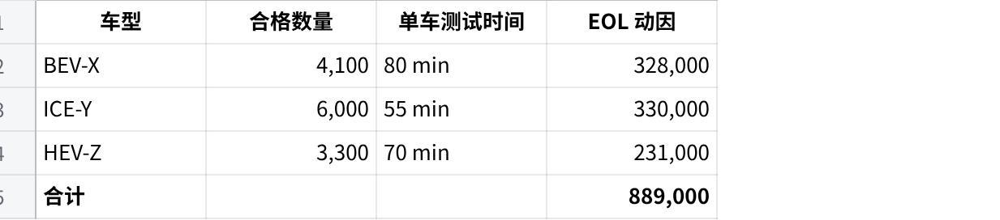 车型 合格数量 单车测试时间 EOL 动因
2 BEV-X 4,100 80 min 328,000
3 ICE-Y 6,000 55 min 330,000
4 HEV-Z 3,300 70 min 231,000
5 合计 889,000